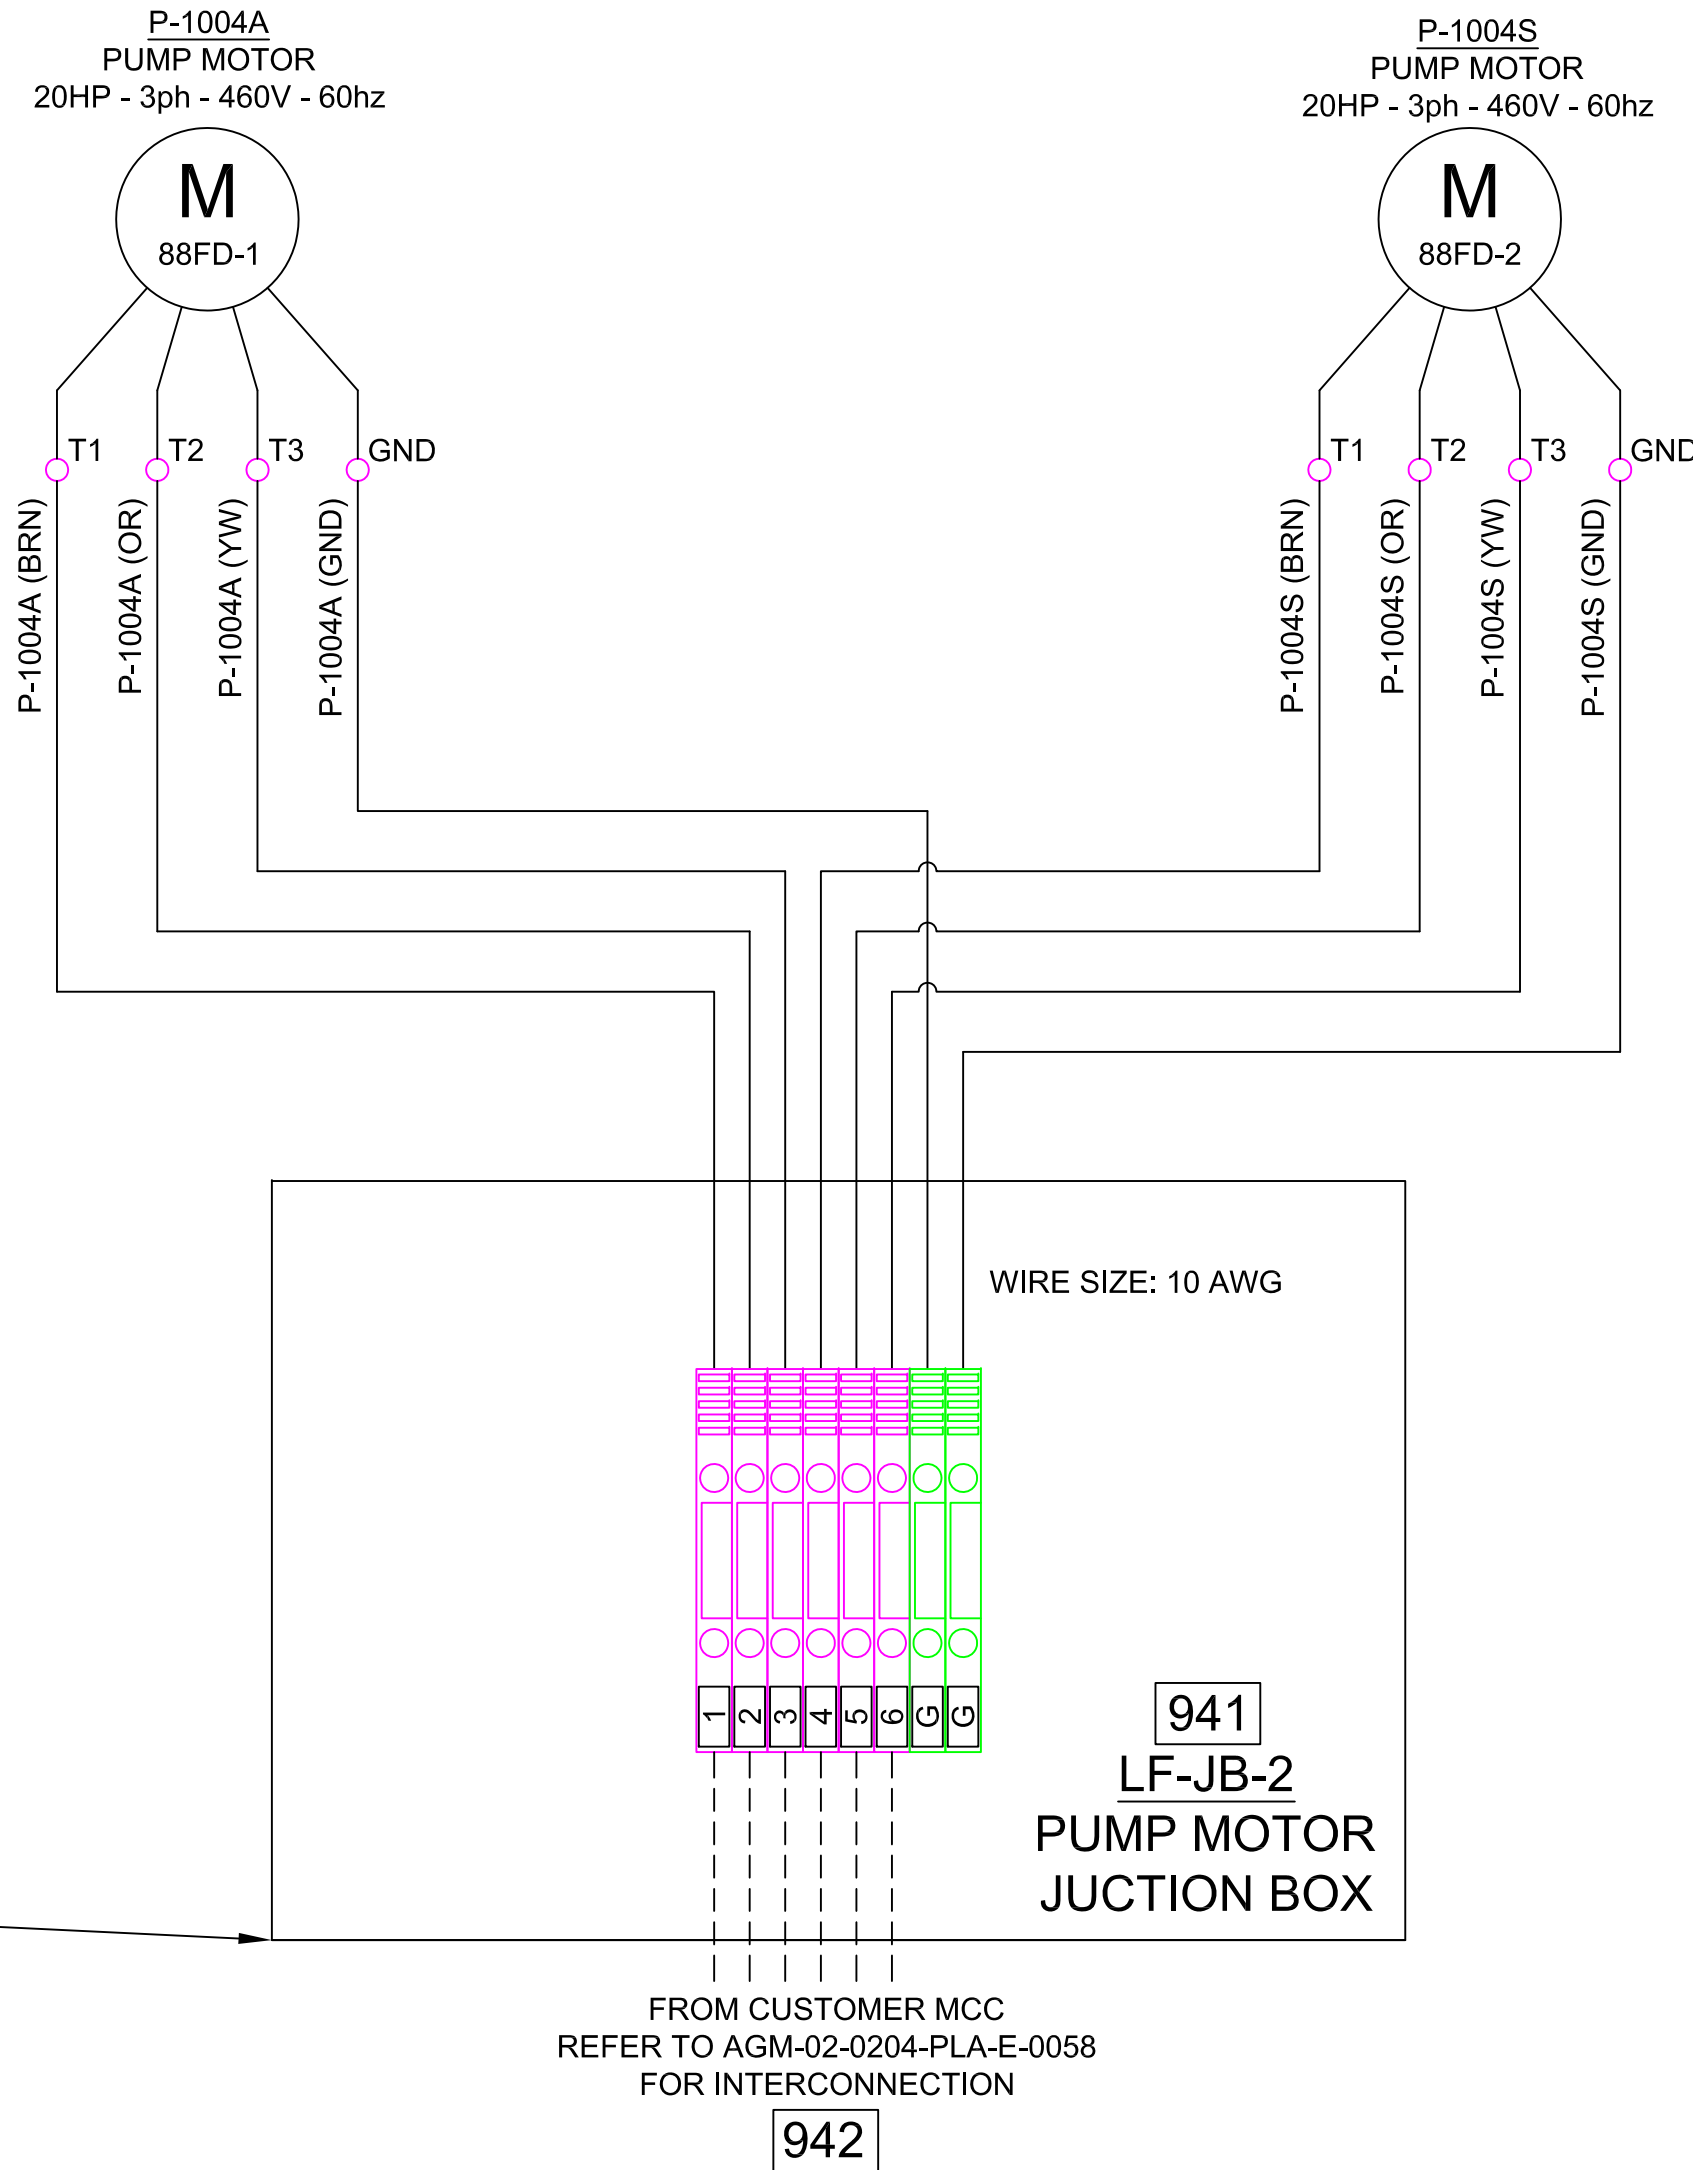 P-1004A
PUMP MOTOR
20HP - 3ph - 460V - 60hz
M
88FD-1
T1
T2
T3
GND
P-1004A (BRN)
P-1004A (OR)
P-1004A (YW)
P-1004A (GND)
P-1004S
PUMP MOTOR
20HP - 3ph - 460V - 60hz
M
88FD-2
T1
T2
T3
GND
P-1004S (BRN)
P-1004S (OR)
P-1004S (YW)
P-1004S (GND)
WIRE SIZE: 10 AWG
1
2
3
4
5
6
G
G
941
LF-JB-2
PUMP MOTOR
JUCTION BOX
FROM CUSTOMER MCC
REFER TO AGM-02-0204-PLA-E-0058
FOR INTERCONNECTION
942